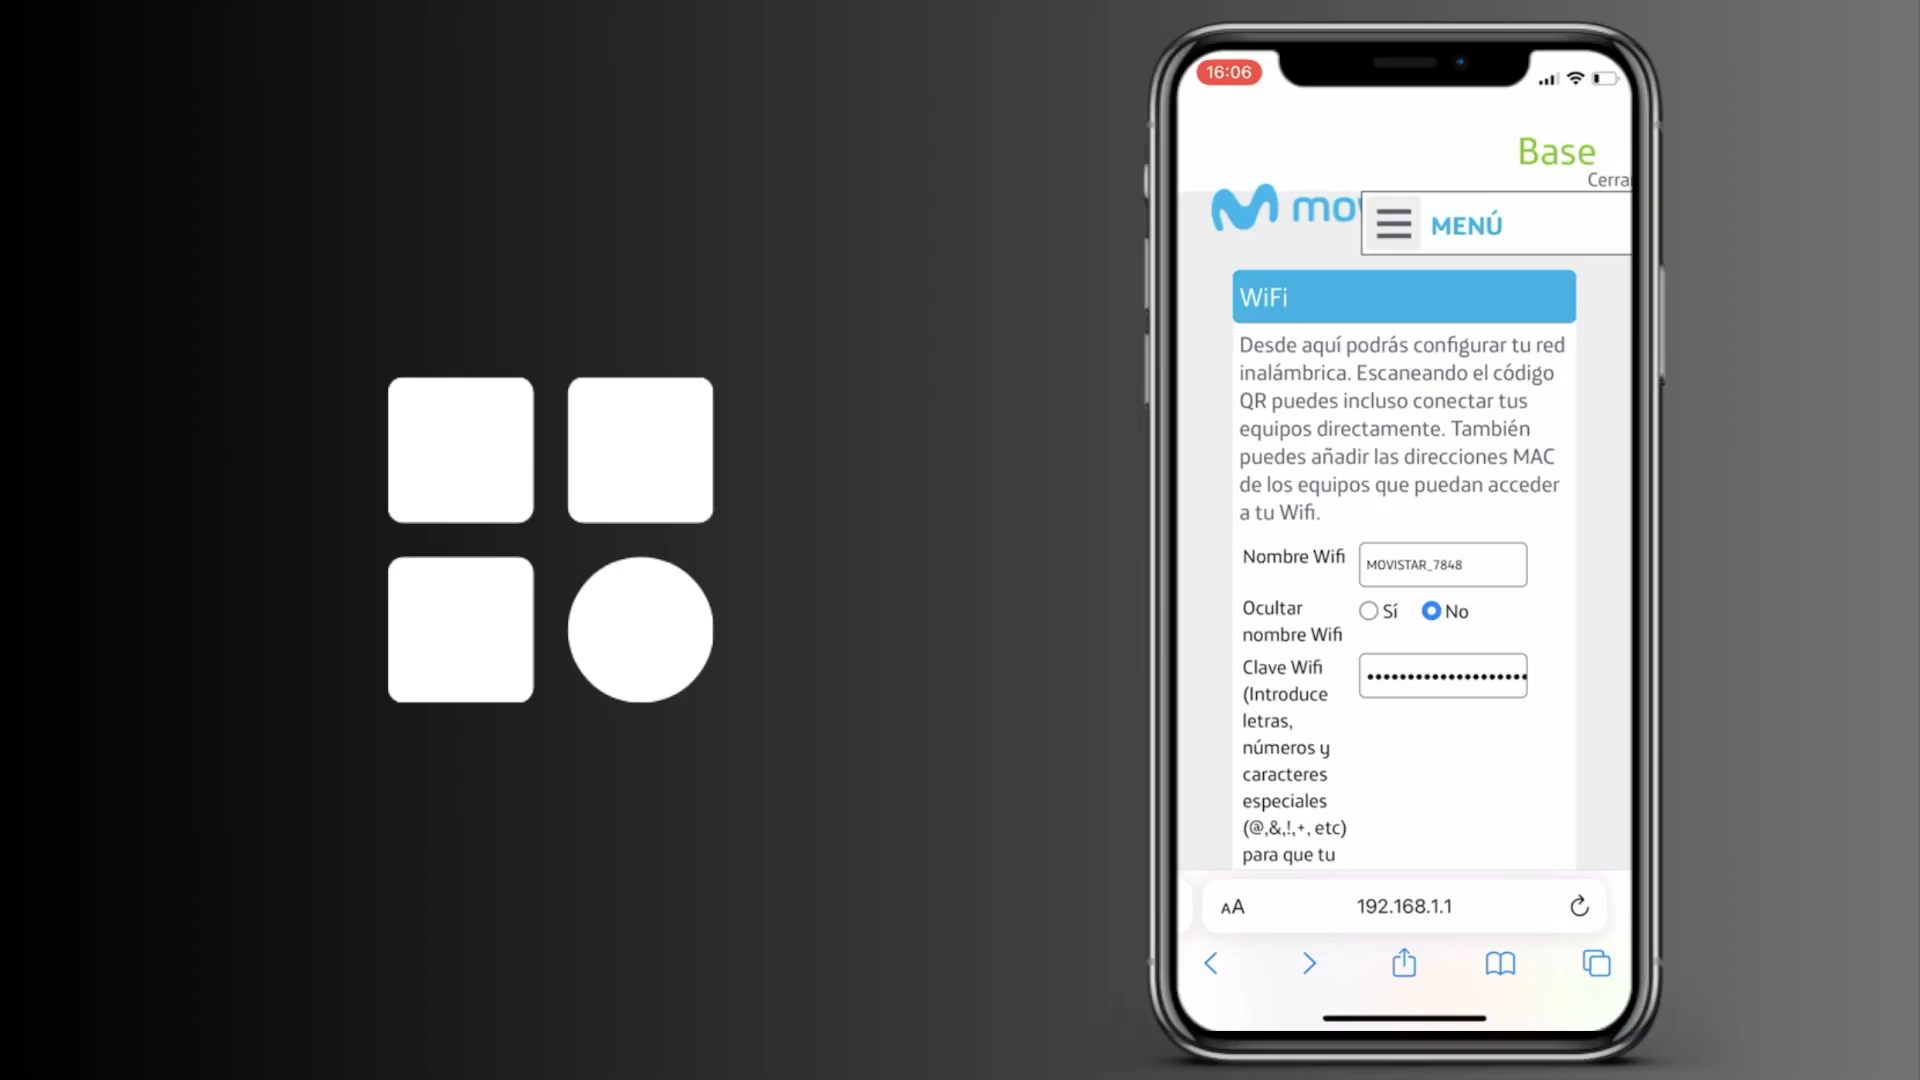 16:06
Base
Cerrar
mov
MENÚ
WiFi
Desde aquí podrás configurar tu red
inalámbrica. Escaneando el código
QR puedes incluso conectar tus
equipos directamente. También
puedes añadir las direcciones MAC
de los equipos que puedan acceder
a tu Wifi.
Nombre Wifi MOVISTAR_7848
Ocultar
nombre Wifi
Sí No
Clave Wifi
(Introduce
letras,
números y
caracteres
especiales
(@,&,!,+, etc)
para que tu
AA 192.168.1.1